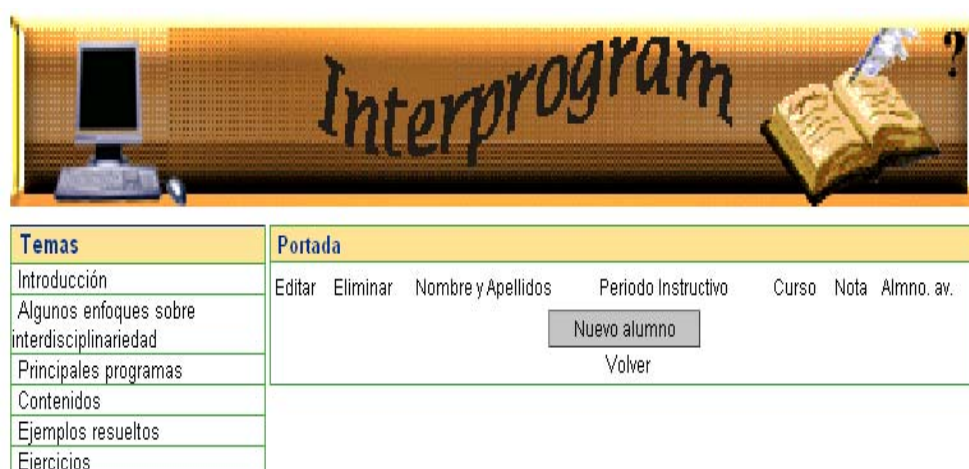 Interprogram
?
Temas
Introducción
Algunos enfoques sobre
interdisciplinariedad
Principales programas
Contenidos
Ejemplos resueltos
Ejercicios
Portada
Editar Eliminar Nombre y Apellidos Periodo Instructivo Curso Nota Almno. av.
Nuevo alumno
Volver